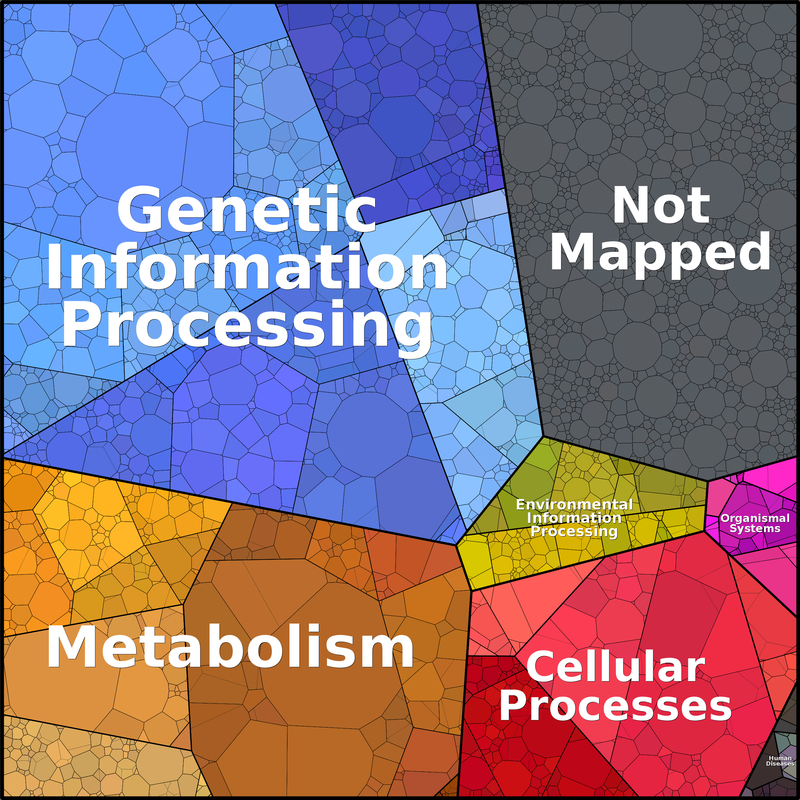 Genetic
Information
Processing
Not
Mapped
Environmental
Information
Processing
Organismal
Systems
Metabolism
Cellular
Processes
Human
Diseases